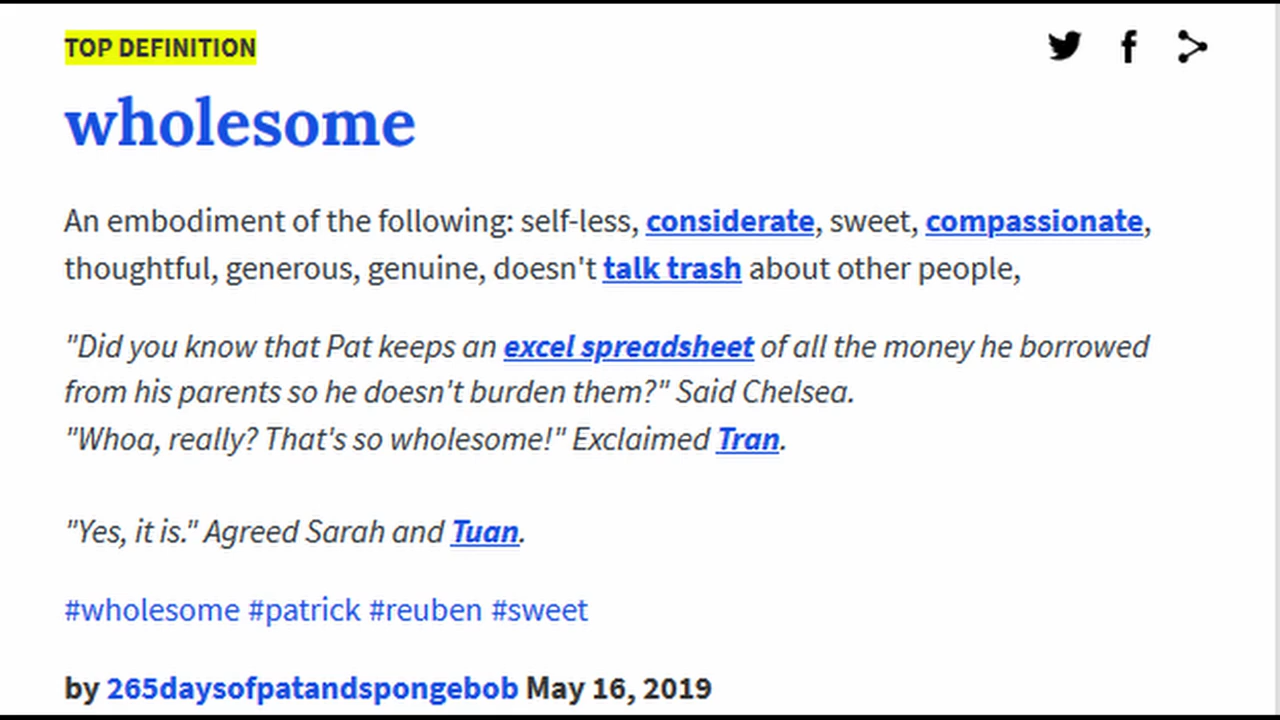 TOP DEFINITION
wholesome
An embodiment of the following: self-less, considerate, sweet, compassionate,
thoughtful, generous, genuine, doesn't talk trash about other people,
"Did you know that Pat keeps an excel spreadsheet of all the money he borrowed
from his parents so he doesn't burden them?" Said Chelsea.
"Whoa, really? That's so wholesome!" Exclaimed Tran.
"Yes, it is." Agreed Sarah and Tuan.
#wholesome #patrick #reuben #sweet
by 265daysofpatandspongebob May 16, 2019